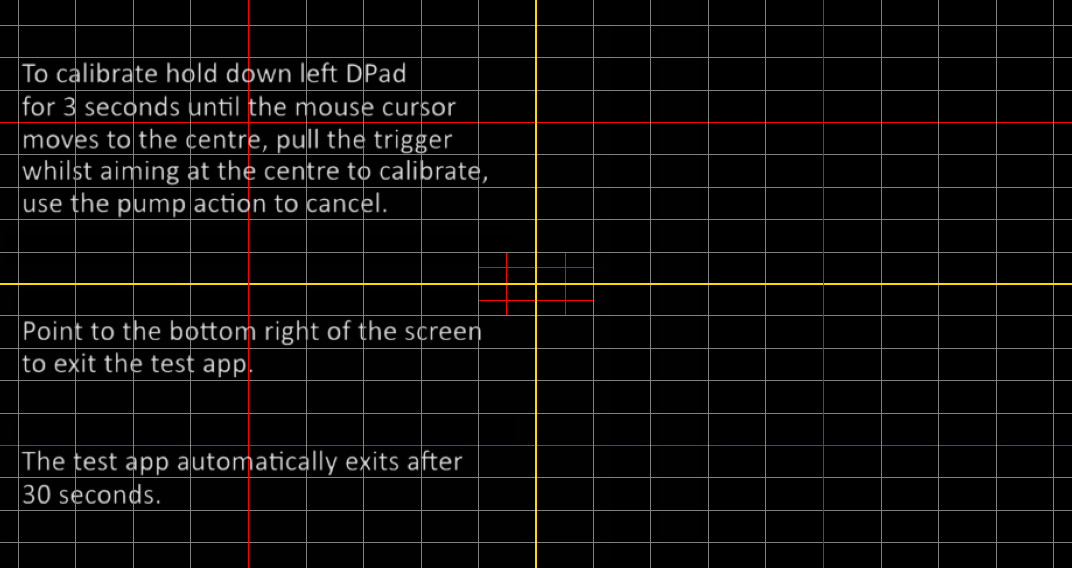 To calibrate hold down left DPad
for 3 seconds until the mouse cursor
moves to the centre, pull the trigger
whilst aiming at the centre to calibrate,
use the pump action to cancel.
Point to the bottom right of the screen
to exit the test app.
The test app automatically exits after
30 seconds.